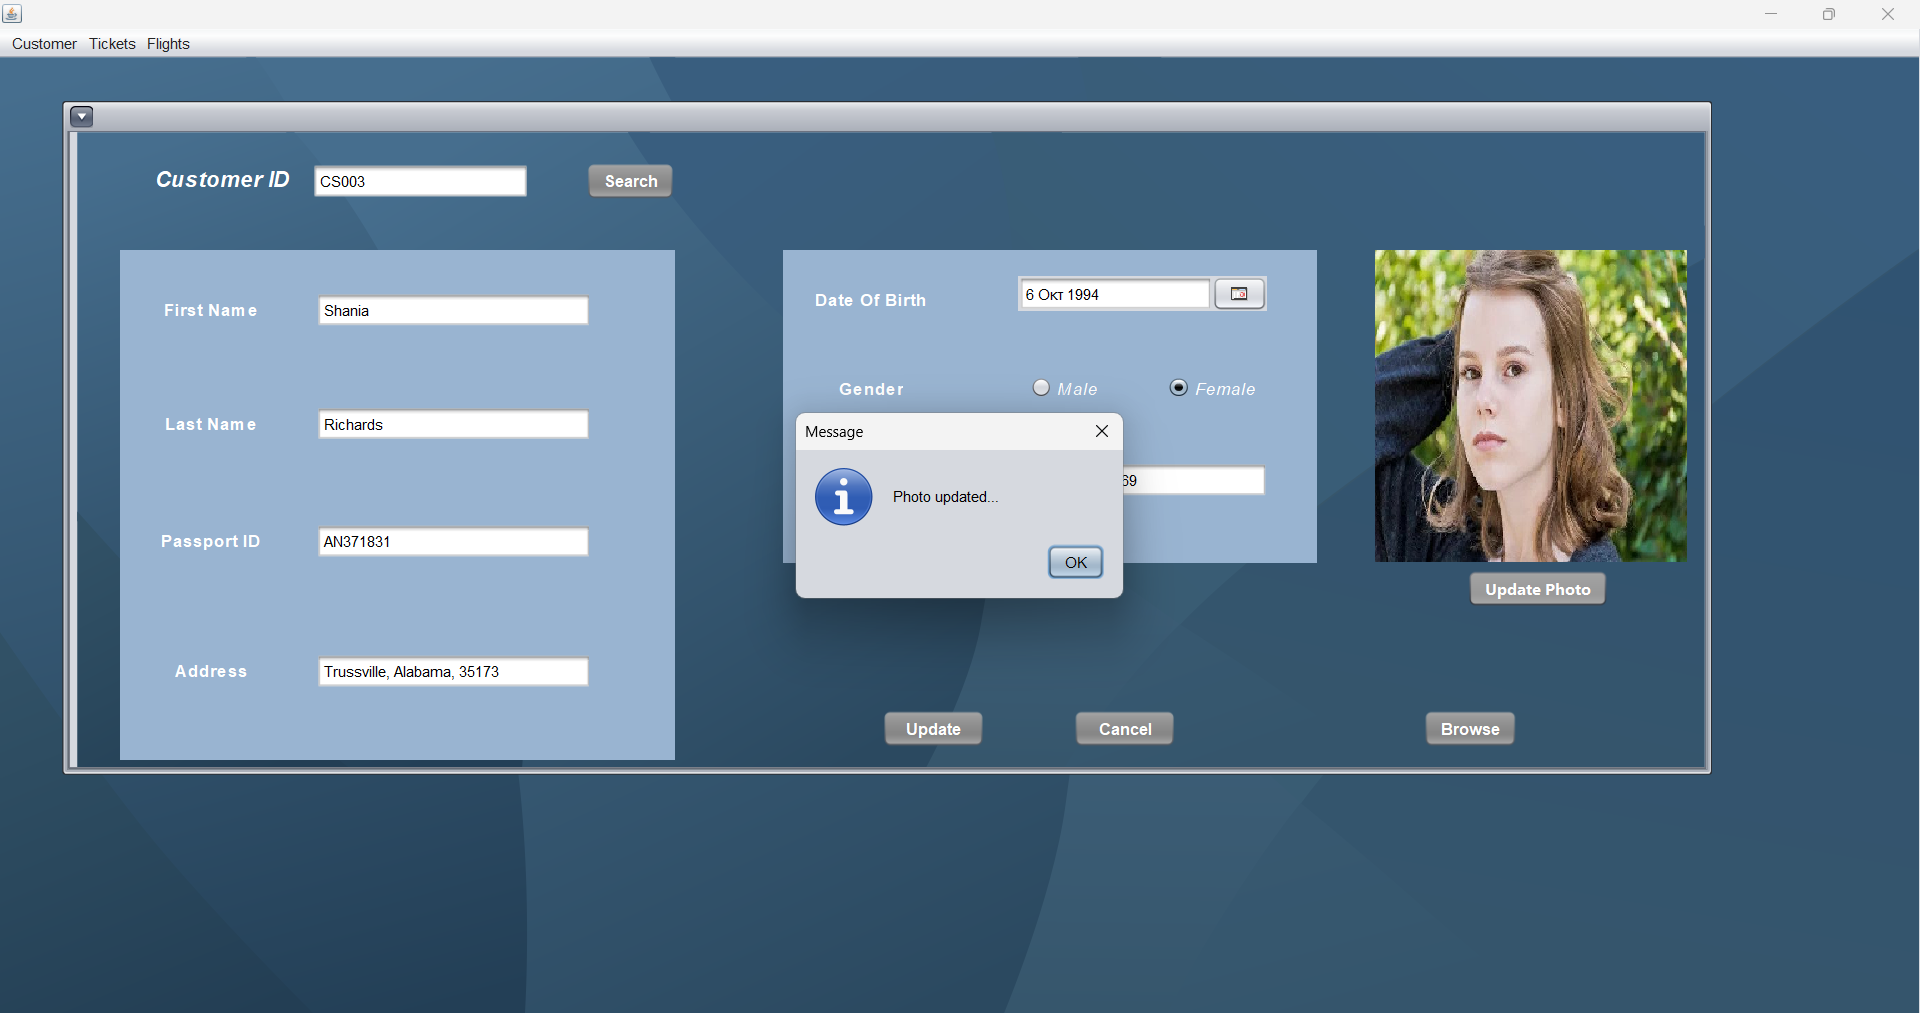 Customer Tickets Flights
Customer ID CS003 Search
First Name Shania
Last Name Richards
Passport ID AN371831
Address Trussville, Alabama, 35173
Date Of Birth 6 Окт 1994
Gender Male Female
69
Message
Photo updated...
OK
Update Photo
Update Cancel Browse